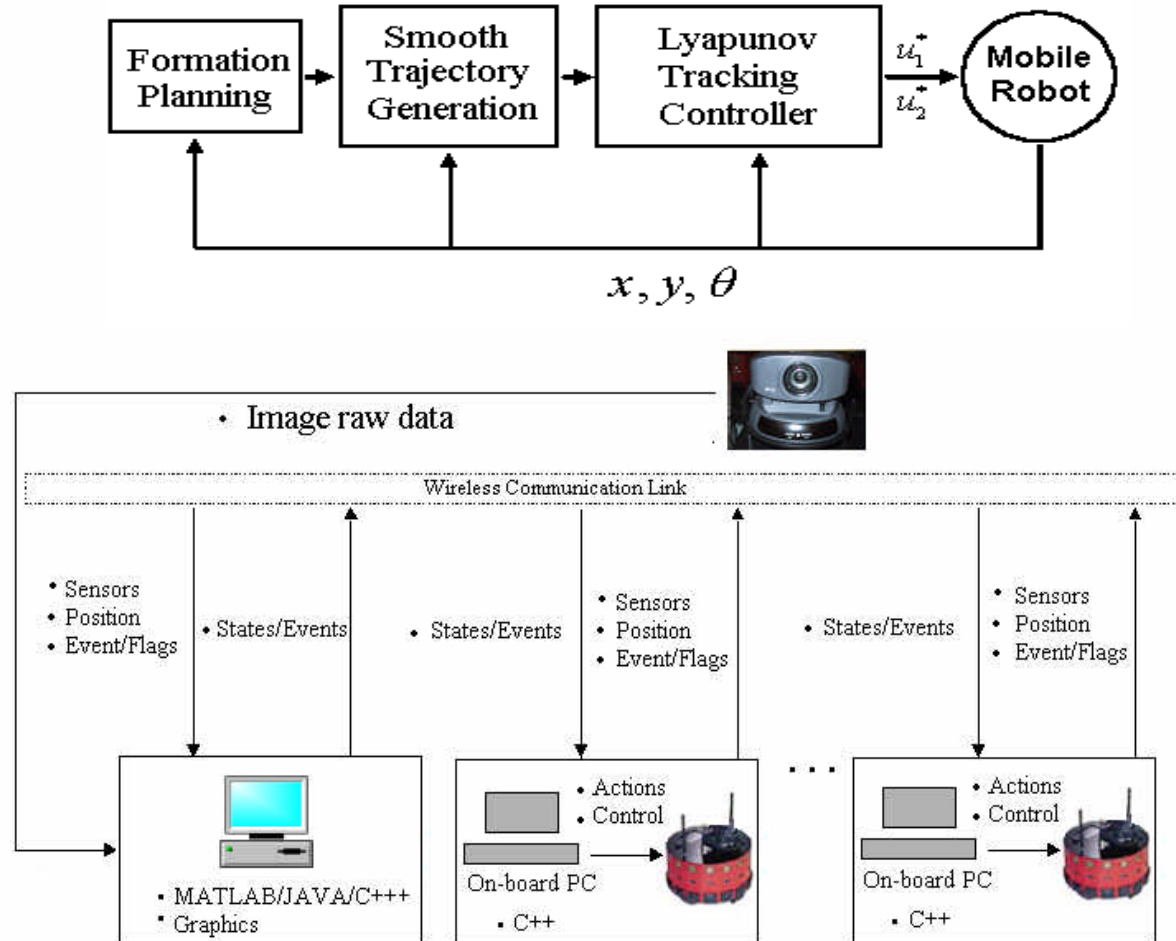 Formation
Planning
Smooth
Trajectory
Generation
Lyapunov
Tracking
Controller
u₁*
u₂*
Mobile
Robot
x, y, θ
• Image raw data
Wireless Communication Link
• Sensors
• Position
• Event/Flags
• States/Events
• States/Events
• Sensors
• Position
• Event/Flags
• States/Events
• Sensors
• Position
• Event/Flags
• MATLAB/JAVA/C+++
• Graphics
• Actions
• Control
On-board PC
• C++
. . .
• Actions
• Control
On-board PC
• C++